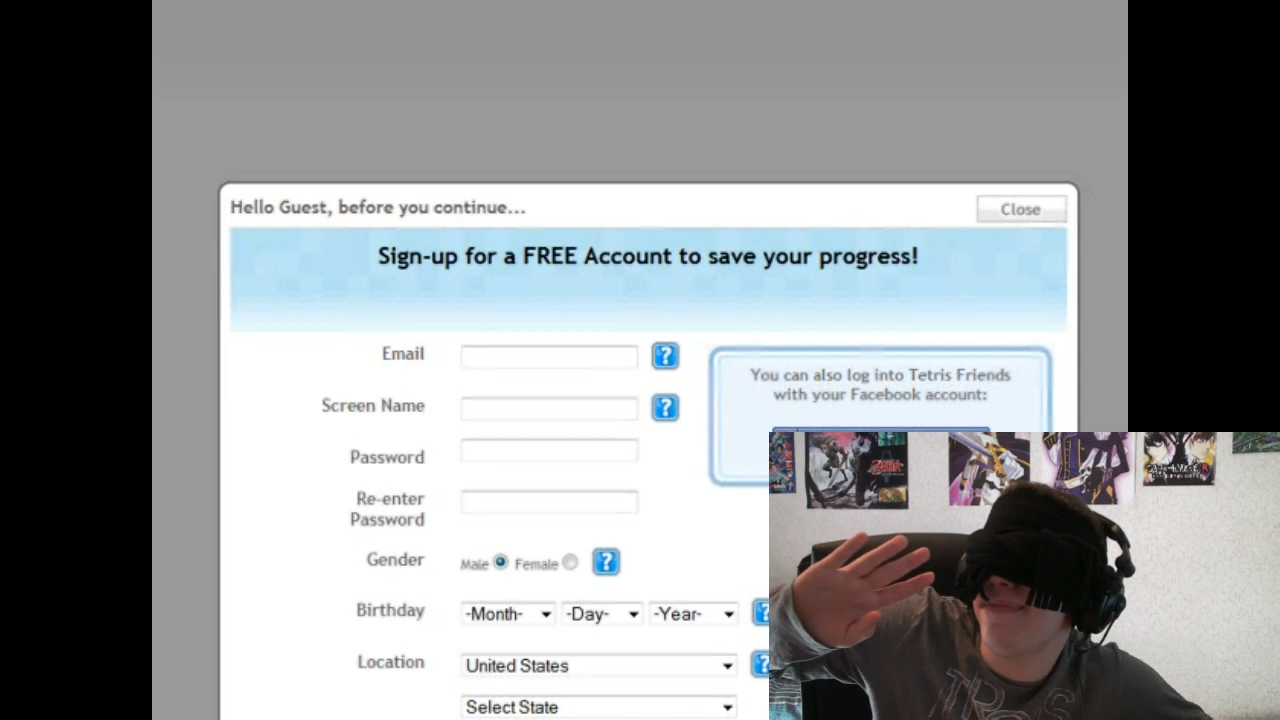 Hello Guest, before you continue...
Close
Sign-up for a FREE Account to save your progress!
Email
?
Screen Name
?
Password
Re-enter
Password
Gender
Male
Female
?
Birthday
-Month-
-Day-
-Year-
?
Location
United States
?
Select State
You can also log into Tetris Friends
with your Facebook account:
ZELDA